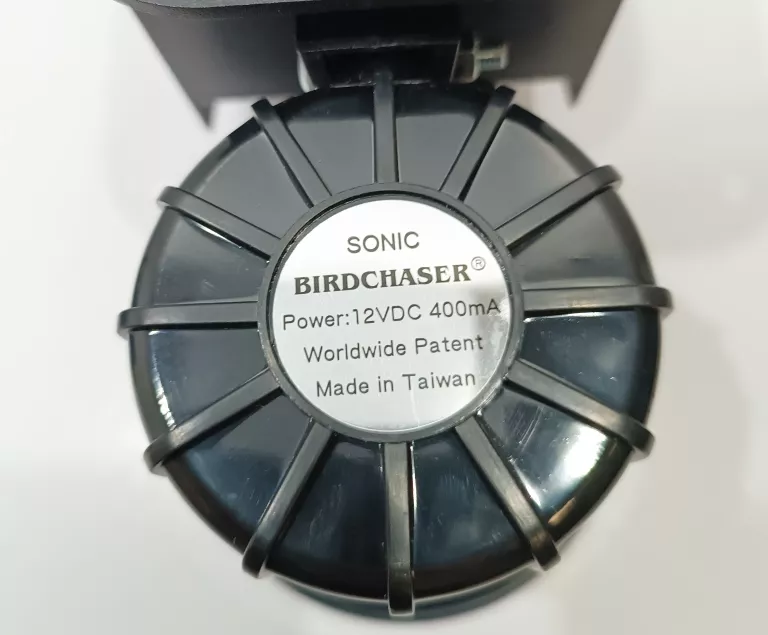 SONIC
BIRDCHASER®
Power:12VDC 400mA
Worldwide Patent
Made in Taiwan